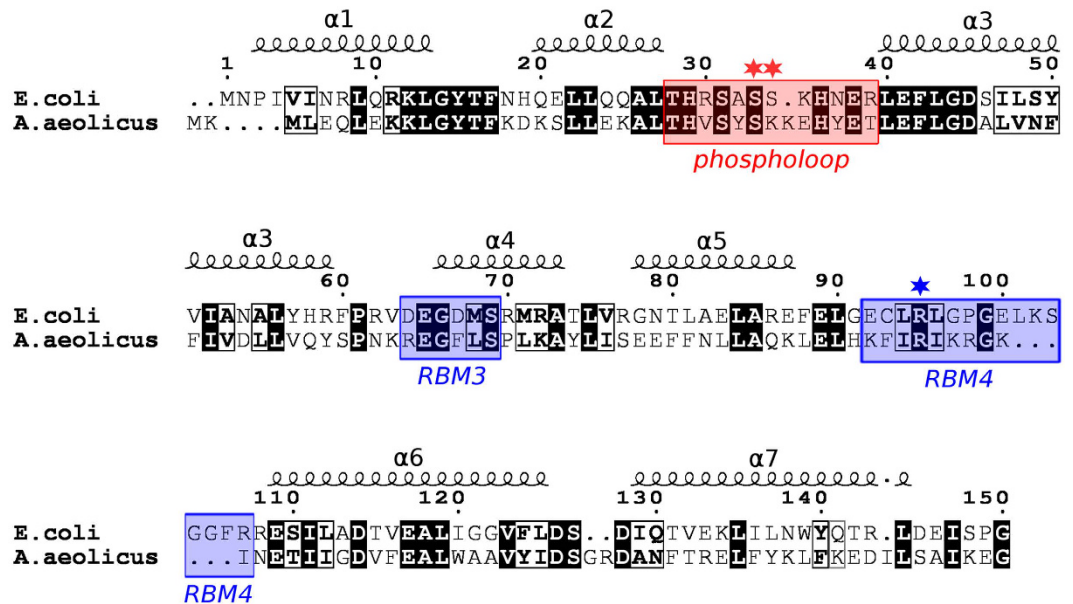 α1 α2 α3
1 10 20 30 40 50
E.coli ..MNPIVINRLQRKLGYTFNHQELLQQALTHRSASS.KHNERLEFLGDSILSY
A.aeolicus MK....MLEQLEKKLGYTFKDKSLLEKALTHVSYSKKEHYETLEFLGDALVNF
phospholoop
α3 α4 α5
60 70 80 90 100
E.coli VIANALYHRFPRVDEGDMSRMRATLVRGNTLAELAREFELGECLRLGPGELKS
A.aeolicus FIVDLLVQYSPNKREGFLSPLKAYLISEEFFNLLAQKLELHKFIRIKRGK...
RBM3 RBM4
α6 α7
110 120 130 140 150
E.coli GGFRRESILADTVEALIGGVFLDS..DIQTVEKLILNWYQTR.LDEISPG
A.aeolicus ...INETIIGDVFEALWAAVYIDSGRDANFTRELFYKLFKEDILSAIKEG
RBM4